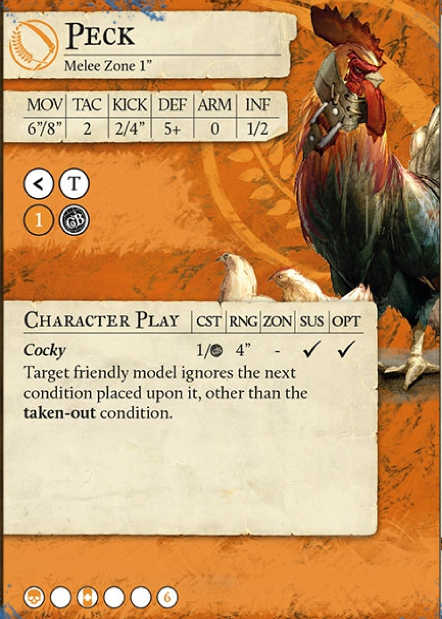 Peck
Melee Zone 1"
MOV TAC KICK DEF ARM INF
6"/8" 2 2/4" 5+ 0 1/2
< T
1 GB
Character Play CST RNG ZON SUS OPT
Cocky 1/ 4" - ✓ ✓
Target friendly model ignores the next
condition placed upon it, other than the
taken-out condition.
6